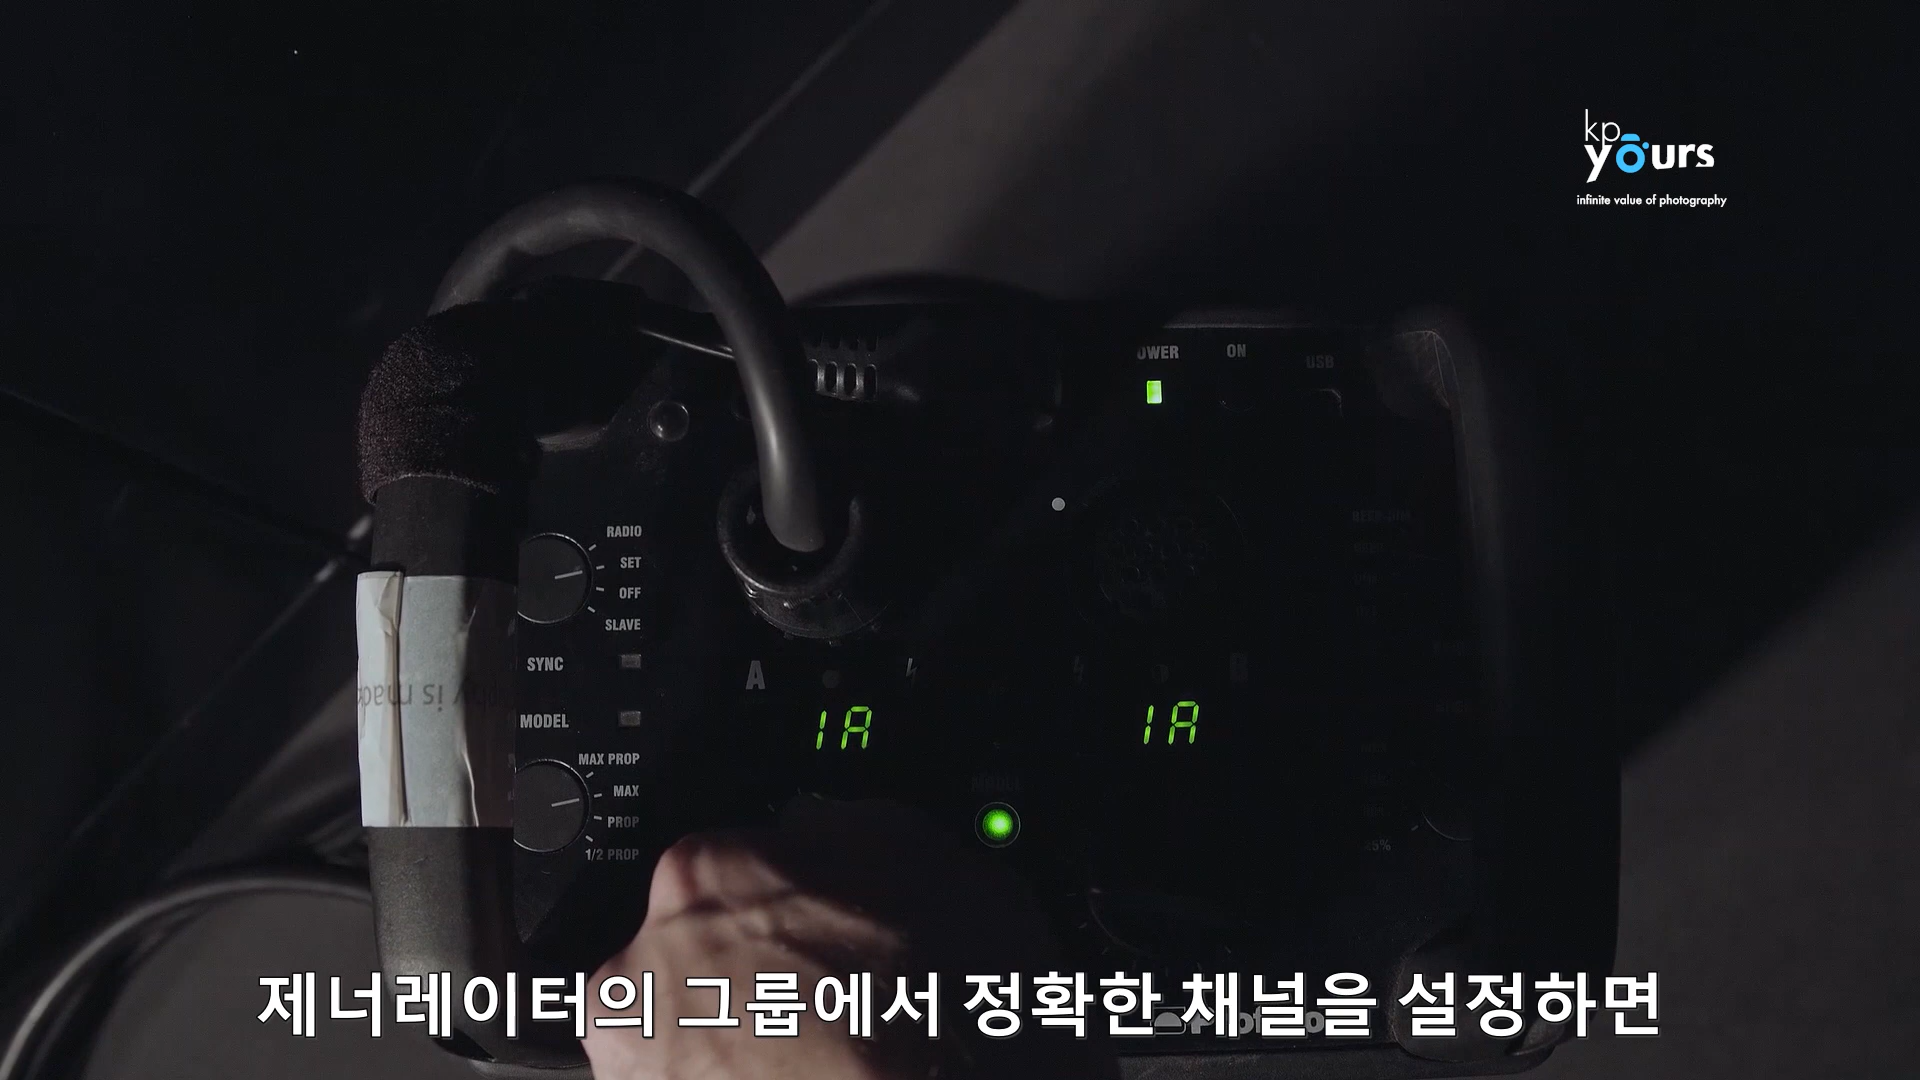 kp
yours
infinite value of photography
OWER
ON
USB
RADIO
SET
OFF
SLAVE
SYNC
A
MODEL
1A
1A
MAX PROP
MAX
PROP
1/2 PROP
MODEL
25%
제너레이터의 그룹에서 정확한 채널을 설정하면